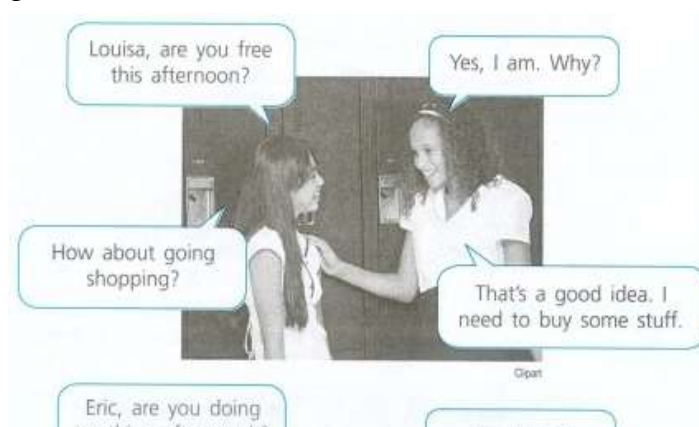 Louisa, are you free
this afternoon?
Yes, I am. Why?
How about going
shopping?
That's a good idea. I
need to buy some stuff.
Clipart
Eric, are you doing